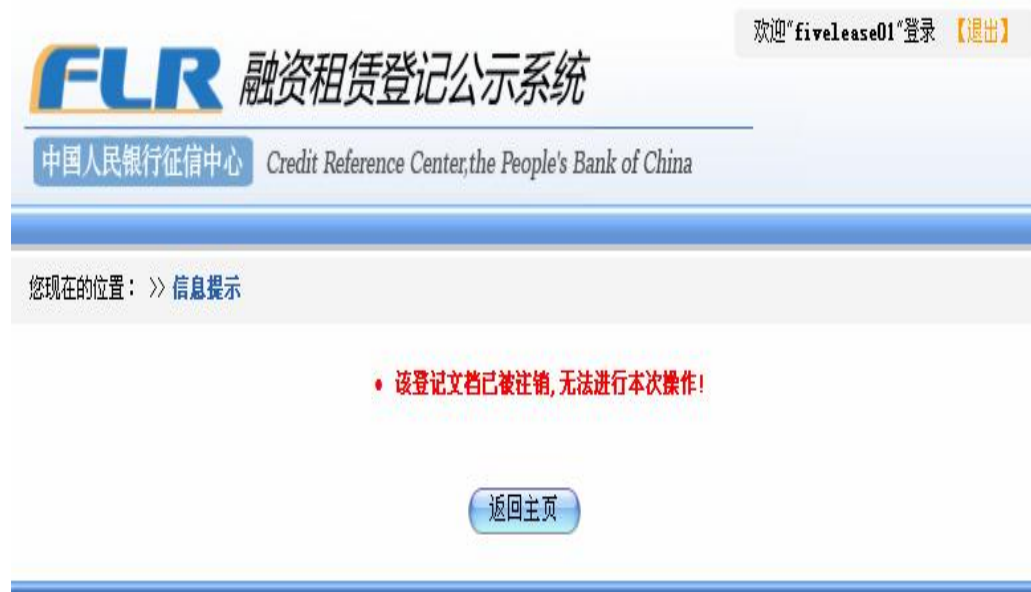 欢迎"fivelease01"登录 【退出】
FLR 融资租赁登记公示系统
中国人民银行征信中心 Credit Reference Center,the People's Bank of China
您现在的位置： >> 信息提示
• 该登记文档已被注销,无法进行本次操作!
返回主页